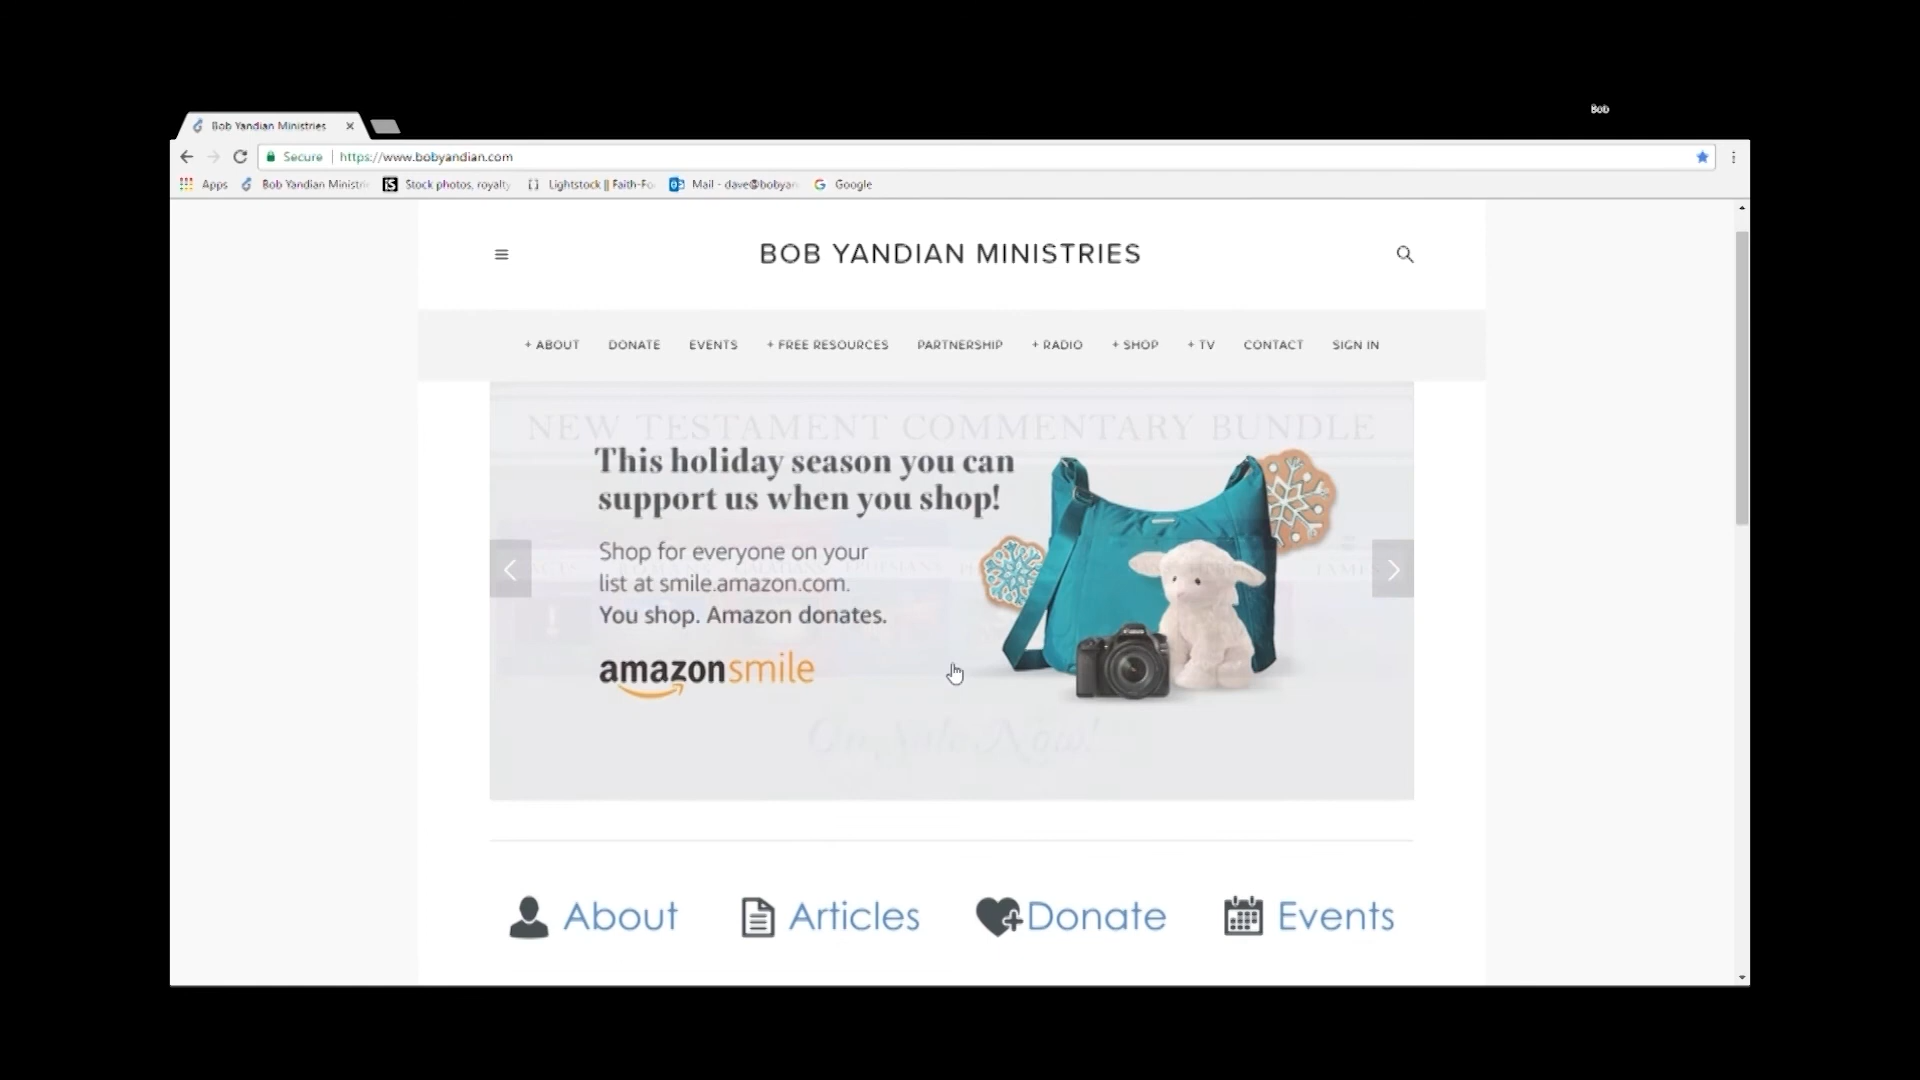 Bob
Bob Yandian Ministries
Secure https://www.bobyandian.com
Apps Bob Yandian Ministri Stock photos, royalty Lightstock || Faith-Fo Mail - dave@bobyan Google
BOB YANDIAN MINISTRIES
+ ABOUT DONATE EVENTS + FREE RESOURCES PARTNERSHIP + RADIO + SHOP + TV CONTACT SIGN IN
NEW TESTAMENT COMMENTARY BUNDLE
This holiday season you can
support us when you shop!
Shop for everyone on your
list at smile.amazon.com.
You shop. Amazon donates.
amazonsmile
On Sale Now!
About Articles Donate Events